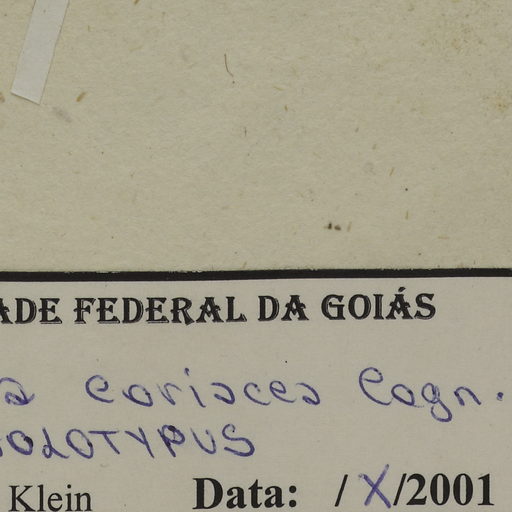 ADE FEDERAL DA GOIÁS
a coriacea Cogn.
HOLOTYPUS
Klein Data: / X/2001